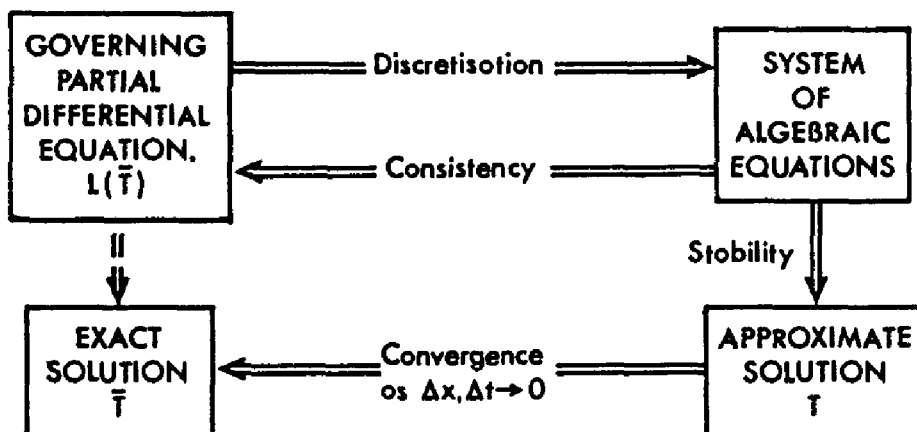 GOVERNING
PARTIAL
DIFFERENTIAL
EQUATION.
L(T̄)
Discretisotion
Consistency
SYSTEM
OF
ALGEBRAIC
EQUATIONS
Stobility
EXACT
SOLUTION
T̄
Convergence
os Δx,Δt→0
APPROXIMATE
SOLUTION
T